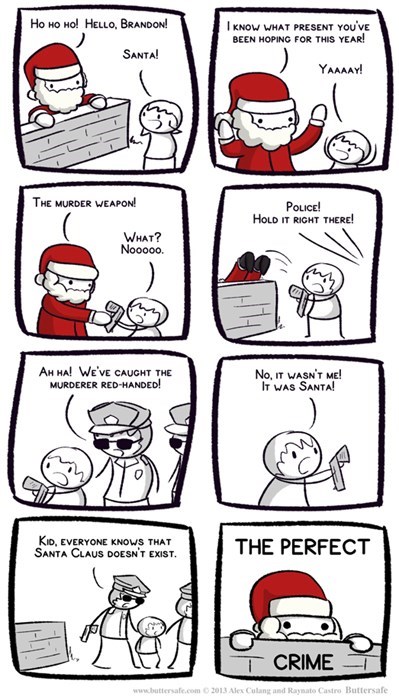 Ho ho ho! Hello, Brandon!
Santa!
I know what present you've
been hoping for this year!
Yaaaay!
The murder weapon!
What?
Nooooo.
Police!
Hold it right there!
Ah ha! We've caught the
murderer red-handed!
No, it wasn't me!
It was Santa!
Kid, everyone knows that
Santa Claus doesn't exist.
THE PERFECT
CRIME
www.buttersafe.com © 2013 Alex Culang and Raynato Castro Buttersafe